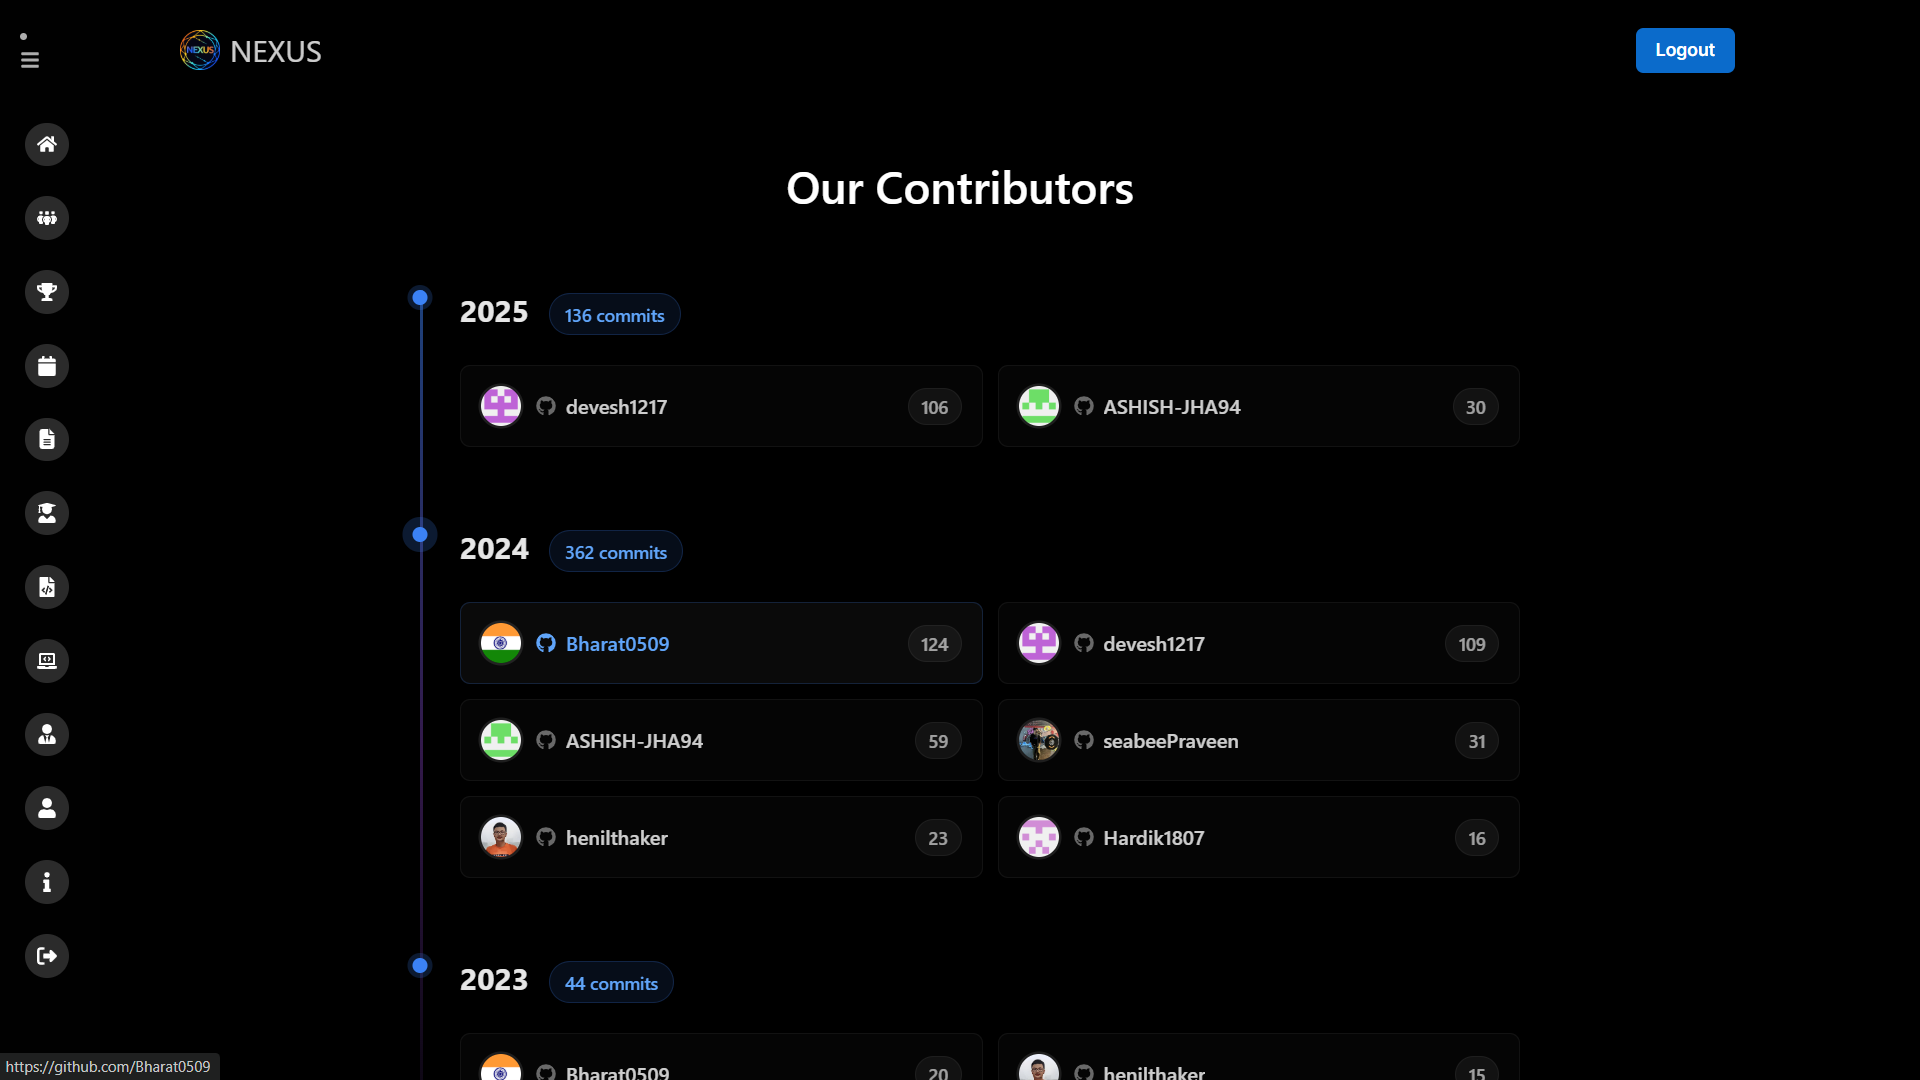 NEXUS
NEXUS
Logout
Our Contributors
2025
136 commits
devesh1217
106
ASHISH-JHA94
30
2024
362 commits
Bharat0509
124
devesh1217
109
ASHISH-JHA94
59
seabeePraveen
31
henilthaker
23
Hardik1807
16
2023
44 commits
Bharat0509
20
henilthaker
15
https://github.com/Bharat0509